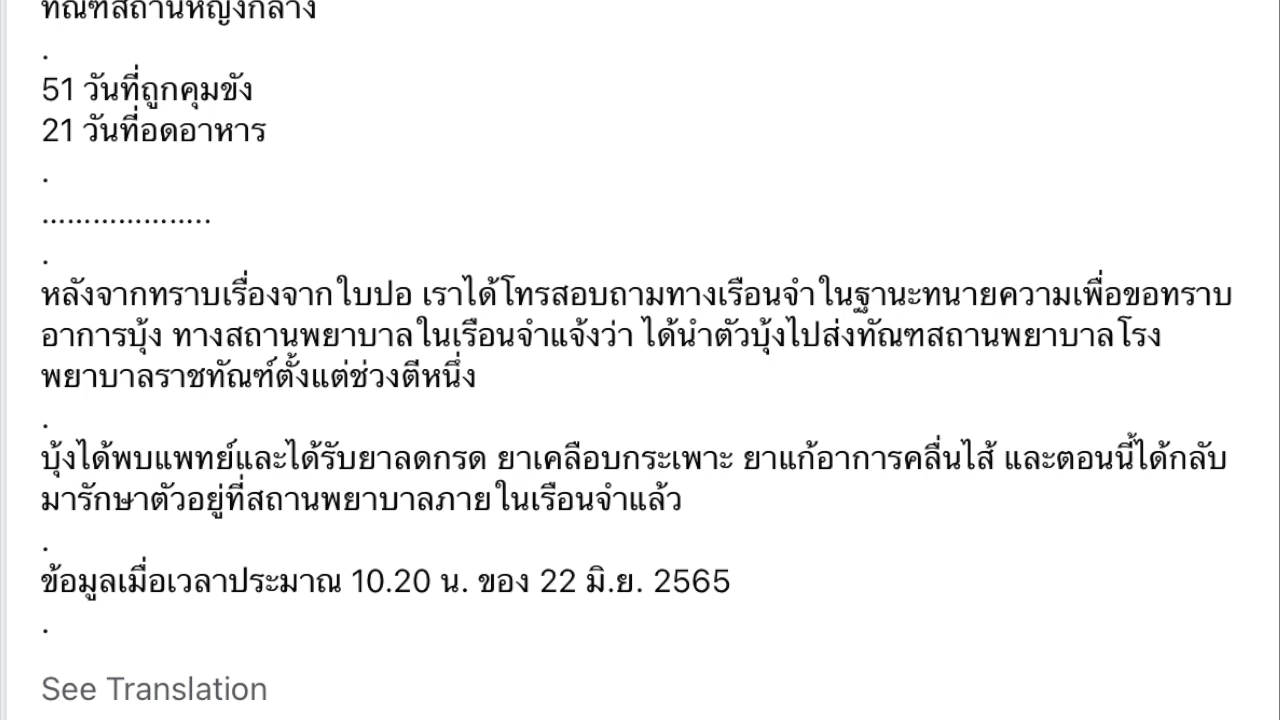 ทัณฑสถานหญิงกลาง
.
51 วันที่ถูกคุมขัง
21 วันที่อดอาหาร
.
....................
.
หลังจากทราบเรื่องจากใบปอ เราได้โทรสอบถามทางเรือนจำในฐานะทนายความเพื่อขอทราบ
อาการบุ้ง ทางสถานพยาบาลในเรือนจำแจ้งว่า ได้นำตัวบุ้งไปส่งทัณฑสถานพยาบาลโรง
พยาบาลราชทัณฑ์ตั้งแต่ช่วงตีหนึ่ง
.
บุ้งได้พบแพทย์และได้รับยาลดกรด ยาเคลือบกระเพาะ ยาแก้อาการคลื่นไส้ และตอนนี้ได้กลับ
มารักษาตัวอยู่ที่สถานพยาบาลภายในเรือนจำแล้ว
.
ข้อมูลเมื่อเวลาประมาณ 10.20 น. ของ 22 มิ.ย. 2565
.
See Translation